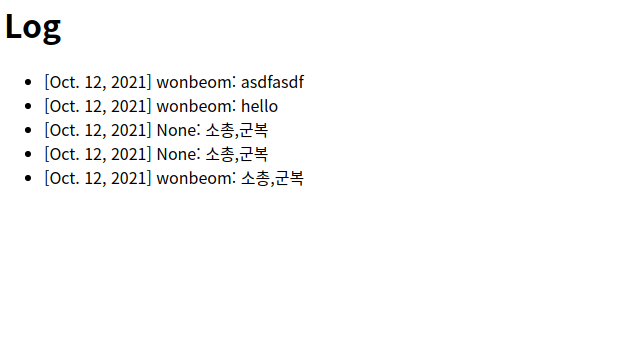 Log
[Oct. 12, 2021] wonbeom: asdfasdf
[Oct. 12, 2021] wonbeom: hello
[Oct. 12, 2021] None: 소총,군복
[Oct. 12, 2021] None: 소총,군복
[Oct. 12, 2021] wonbeom: 소총,군복